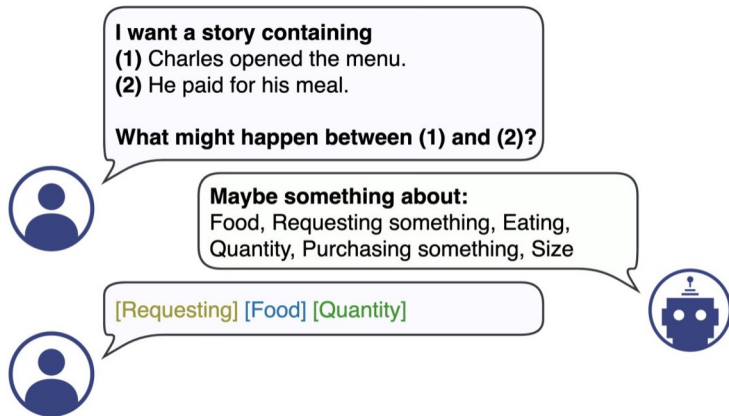 I want a story containing
(1) Charles opened the menu.
(2) He paid for his meal.
What might happen between (1) and (2)?
Maybe something about:
Food, Requesting something, Eating,
Quantity, Purchasing something, Size
[Requesting] [Food] [Quantity]